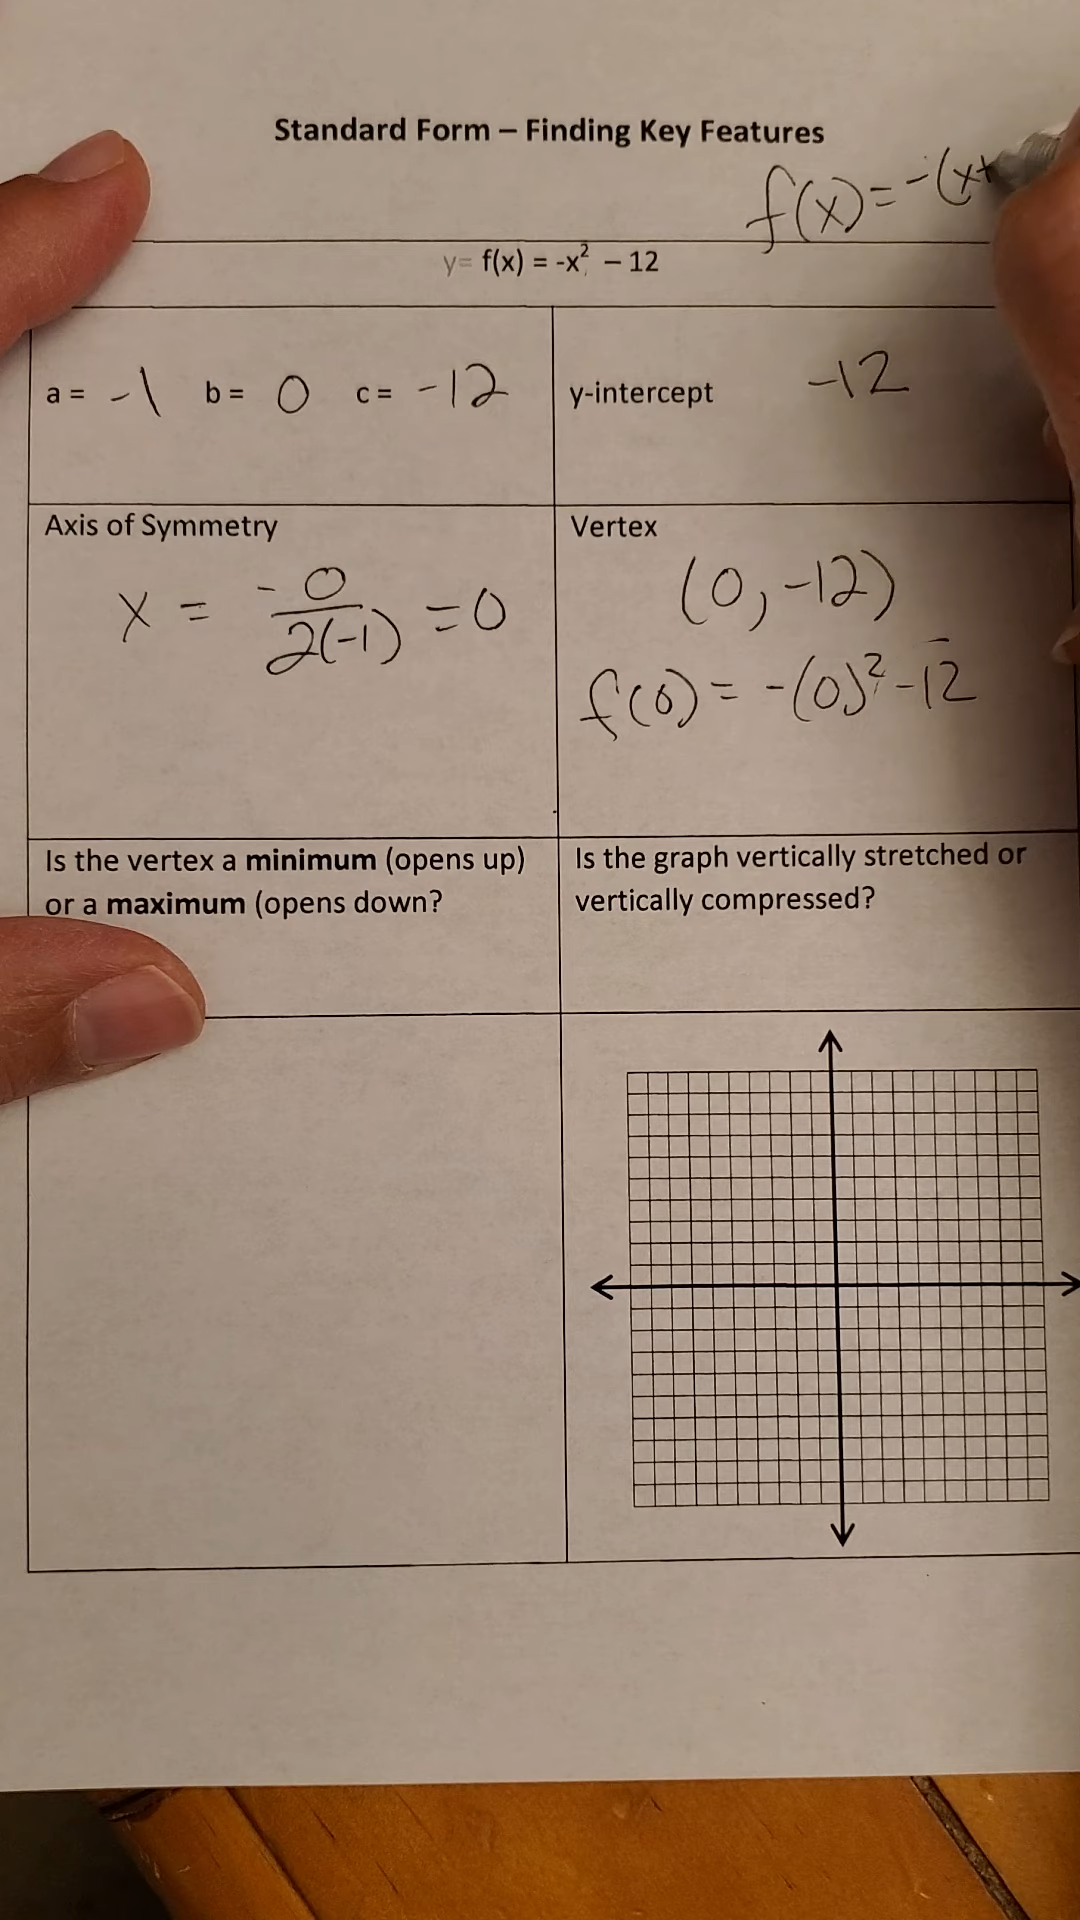 Standard Form – Finding Key Features
f(x) = -(x+
y= f(x) = -x² – 12
a = -1 b = 0 c = -12
y-intercept -12
Axis of Symmetry
x = -0/2(-1) = 0
Vertex
(0, -12)
f(0) = -(0)² - 12
Is the vertex a minimum (opens up)
or a maximum (opens down?
Is the graph vertically stretched or
vertically compressed?